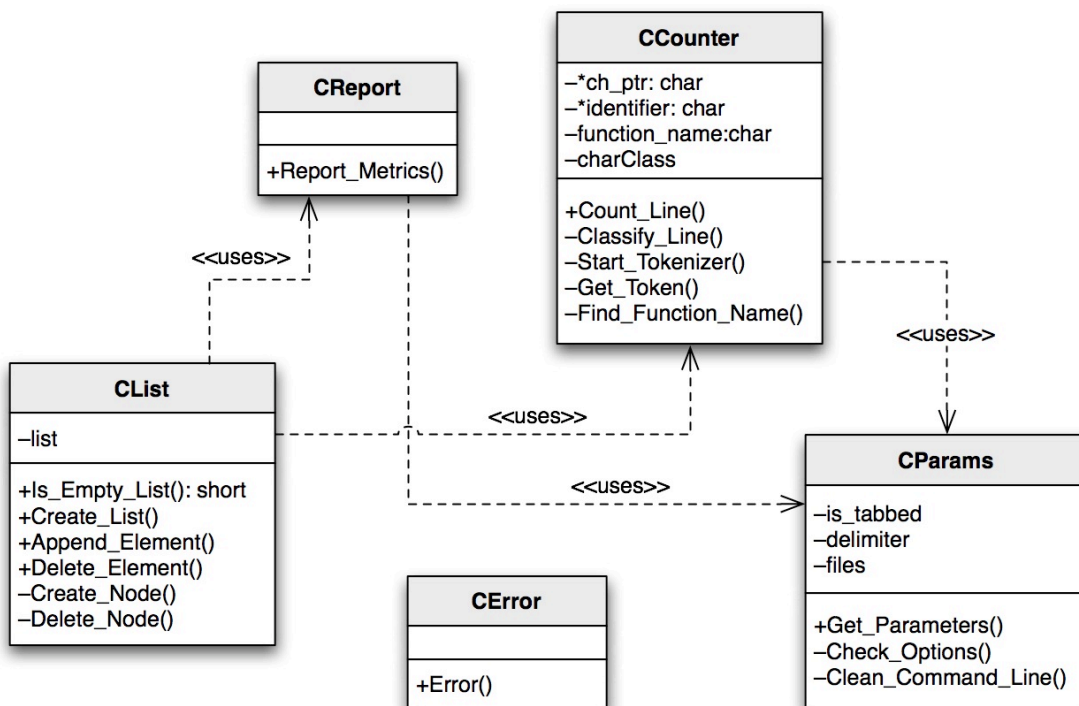 CCounter
–*ch_ptr: char
–*identifier: char
–function_name:char
–charClass
+Count_Line()
–Classify_Line()
–Start_Tokenizer()
–Get_Token()
–Find_Function_Name()
CReport
+Report_Metrics()
<<uses>>
<<uses>>
CList
–list
+Is_Empty_List(): short
+Create_List()
+Append_Element()
+Delete_Element()
–Create_Node()
–Delete_Node()
<<uses>>
<<uses>>
CParams
–is_tabbed
–delimiter
–files
+Get_Parameters()
–Check_Options()
–Clean_Command_Line()
CError
+Error()